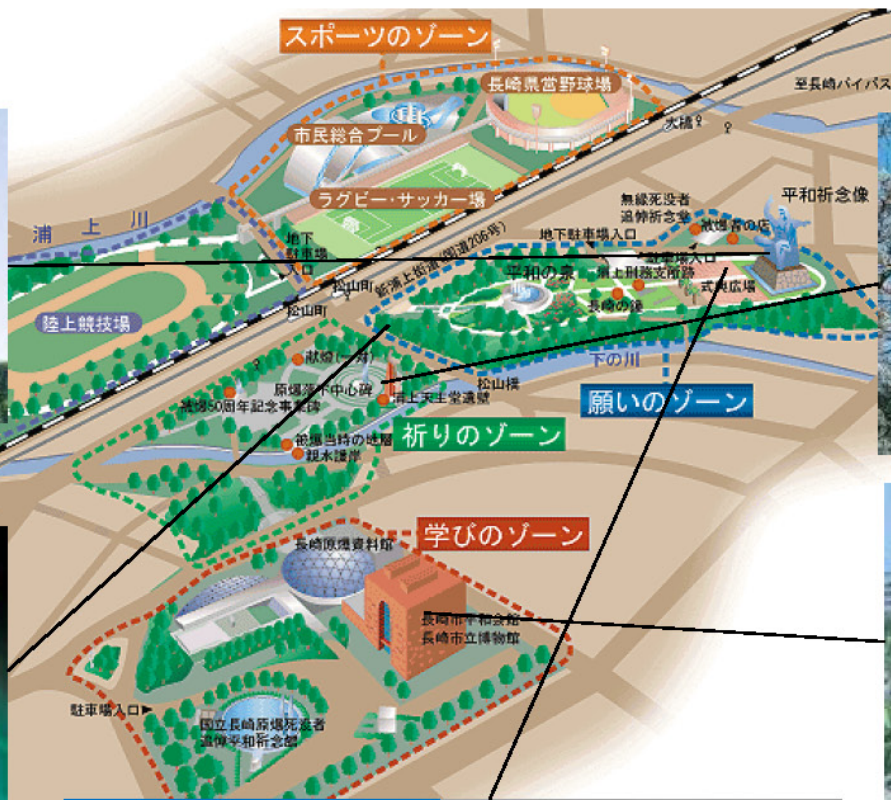 スポーツのゾーン
長崎県営野球場
至長崎バイパス
市民総合プール
大橋
ラグビー・サッカー場
無縁死没者
追悼祈念堂
平和祈念像
被爆者の店
浦上川
地下駐車場入口
地下
駐車場
入口
新浦上街道(国道206号)
駐車場入口
平和の泉
浦上刑務支所跡
松山町
式典広場
長崎の鐘
松山町
陸上競技場
献燈(一対)
下の川
原爆落下中心碑
松山橋
浦上天主堂遺壁
被爆50周年記念事業碑
願いのゾーン
祈りのゾーン
被爆当時の地層
親水護岸
学びのゾーン
長崎原爆資料館
長崎市平和会館
長崎市立博物館
駐車場入口
国立長崎原爆死没者
追悼平和祈念館